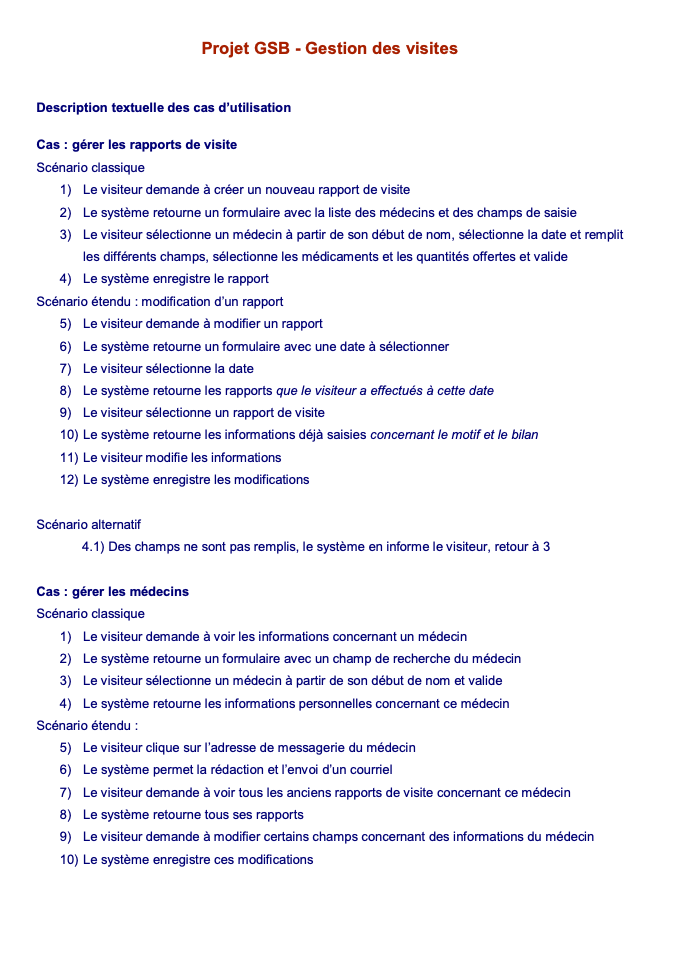 Projet GSB - Gestion des visites
Description textuelle des cas d’utilisation
Cas : gérer les rapports de visite
Scénario classique
1) Le visiteur demande à créer un nouveau rapport de visite
2) Le système retourne un formulaire avec la liste des médecins et des champs de saisie
3) Le visiteur sélectionne un médecin à partir de son début de nom, sélectionne la date et remplit
les différents champs, sélectionne les médicaments et les quantités offertes et valide
4) Le système enregistre le rapport
Scénario étendu : modification d’un rapport
5) Le visiteur demande à modifier un rapport
6) Le système retourne un formulaire avec une date à sélectionner
7) Le visiteur sélectionne la date
8) Le système retourne les rapports que le visiteur a effectués à cette date
9) Le visiteur sélectionne un rapport de visite
10) Le système retourne les informations déjà saisies concernant le motif et le bilan
11) Le visiteur modifie les informations
12) Le système enregistre les modifications
Scénario alternatif
4.1) Des champs ne sont pas remplis, le système en informe le visiteur, retour à 3
Cas : gérer les médecins
Scénario classique
1) Le visiteur demande à voir les informations concernant un médecin
2) Le système retourne un formulaire avec un champ de recherche du médecin
3) Le visiteur sélectionne un médecin à partir de son début de nom et valide
4) Le système retourne les informations personnelles concernant ce médecin
Scénario étendu :
5) Le visiteur clique sur l’adresse de messagerie du médecin
6) Le système permet la rédaction et l’envoi d’un courriel
7) Le visiteur demande à voir tous les anciens rapports de visite concernant ce médecin
8) Le système retourne tous ses rapports
9) Le visiteur demande à modifier certains champs concernant des informations du médecin
10) Le système enregistre ces modifications